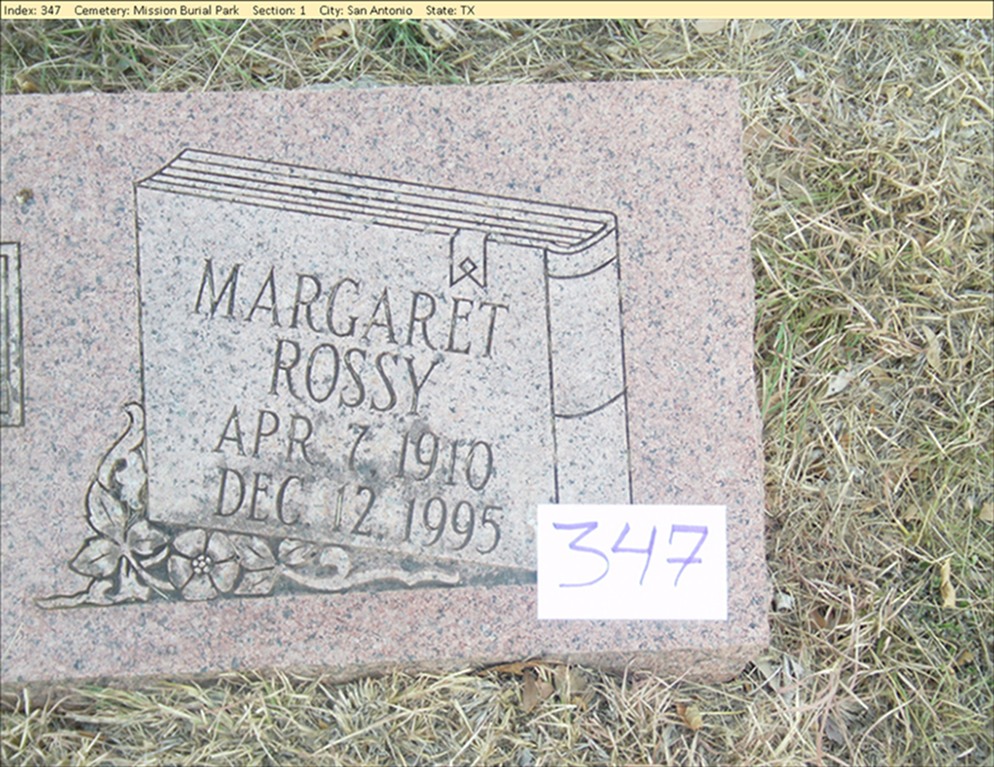 Index: 347 Cemetery: Mission Burial Park Section: 1 City: San Antonio State: TX
MARGARET
ROSSY
APR 7 1910
DEC 12 1995
347